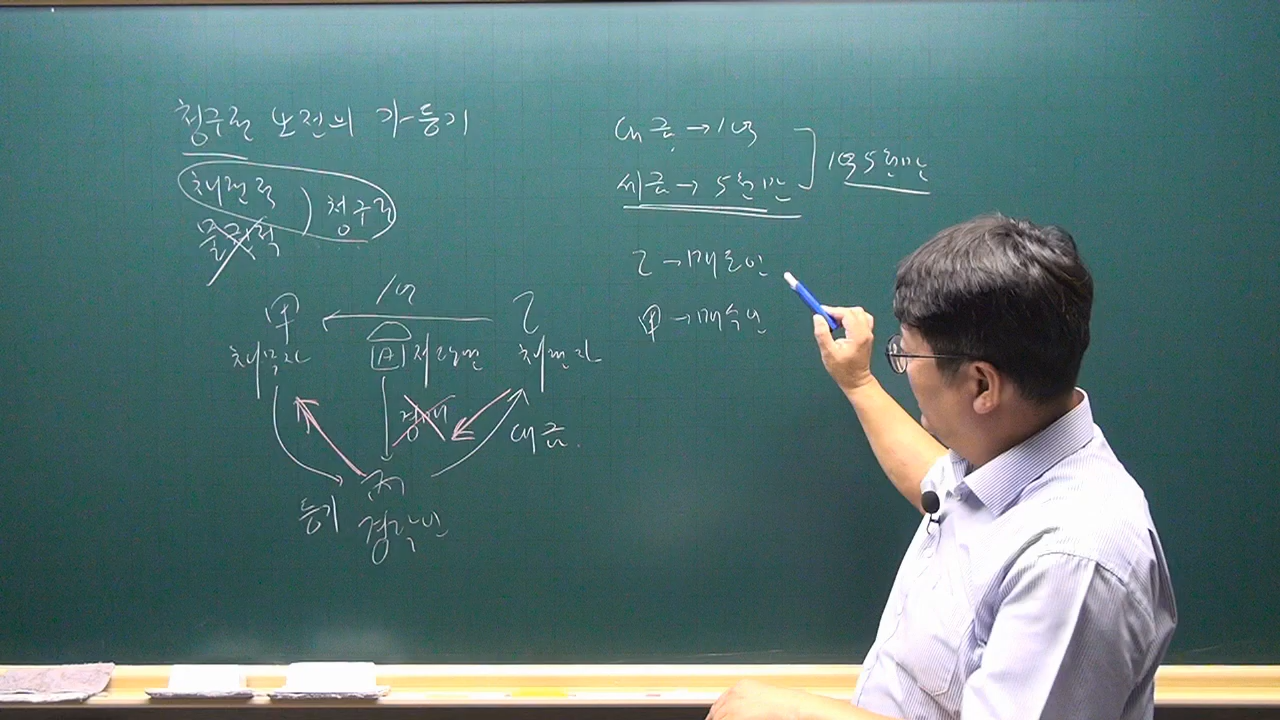 청구권 보전의 가등기
채권적
물권적
청구권
甲
1억
乙
채무자
저당권
채권자
경매
대금
등기
丙
경락인
대금 → 1억
세금 → 5천만
1억5천만
乙 → 매도인
甲 → 매수인